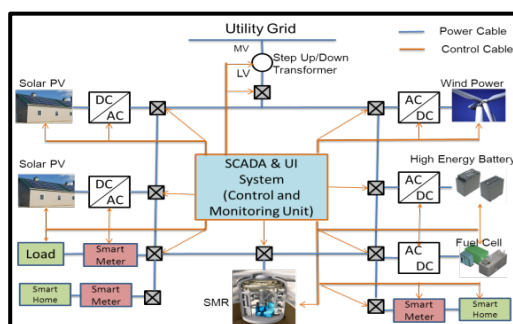 Utility Grid
Power Cable
Control Cable
MV
LV
Step Up/Down
Transformer
Solar PV
DC
AC
AC
DC
Wind Power
SCADA & UI
System
(Control and
Monitoring Unit)
Solar PV
DC
AC
High Energy Battery
AC
DC
Load
Smart
Meter
AC
DC
Fuel Cell
Smart
Home
Smart
Meter
SMR
Smart
Meter
Smart
Home